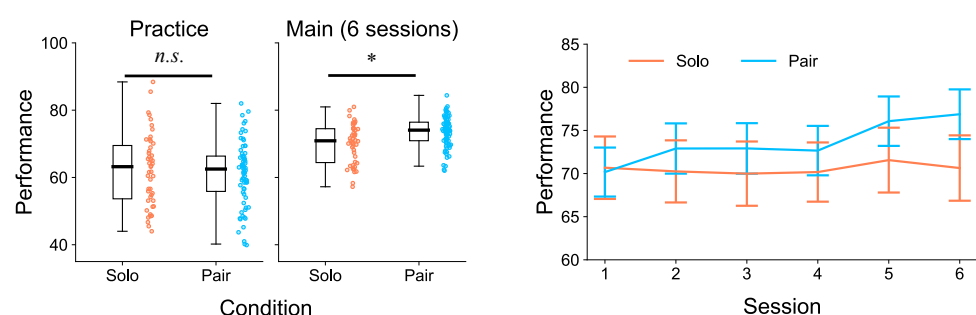 Practice
Main (6 sessions)
n.s.
*
Performance
100
80
60
40
Solo
Pair
Solo
Pair
Condition
Solo
Pair
Performance
85
80
75
70
65
60
1
2
3
4
5
6
Session